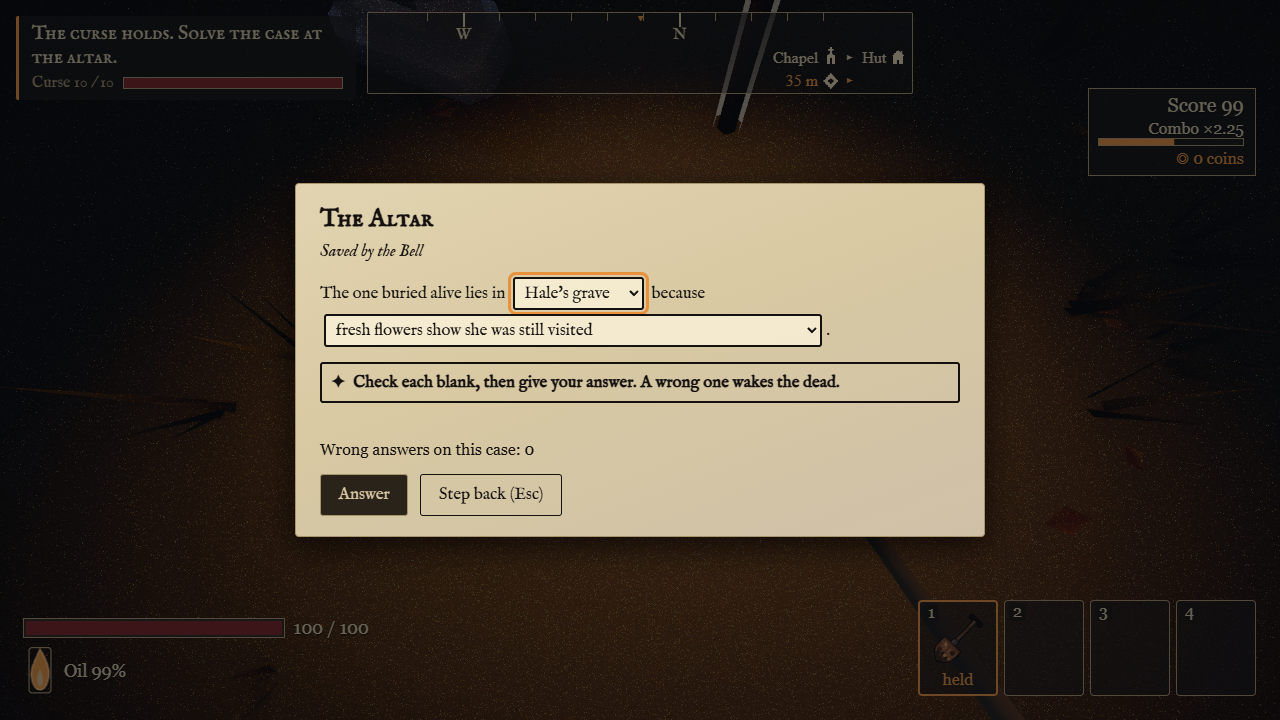 The curse holds. Solve the case at
the altar.
Curse 10/10
W
N
Chapel
Hut
35 m
Score 99
Combo ×2.25
© 0 coins
The Altar
Saved by the Bell
The one buried alive lies in Hale's grave because
fresh flowers show she was still visited .
✦ Check each blank, then give your answer. A wrong one wakes the dead.
Wrong answers on this case: 0
Answer
Step back (Esc)
100 / 100
Oil 99%
1
2
3
4
held